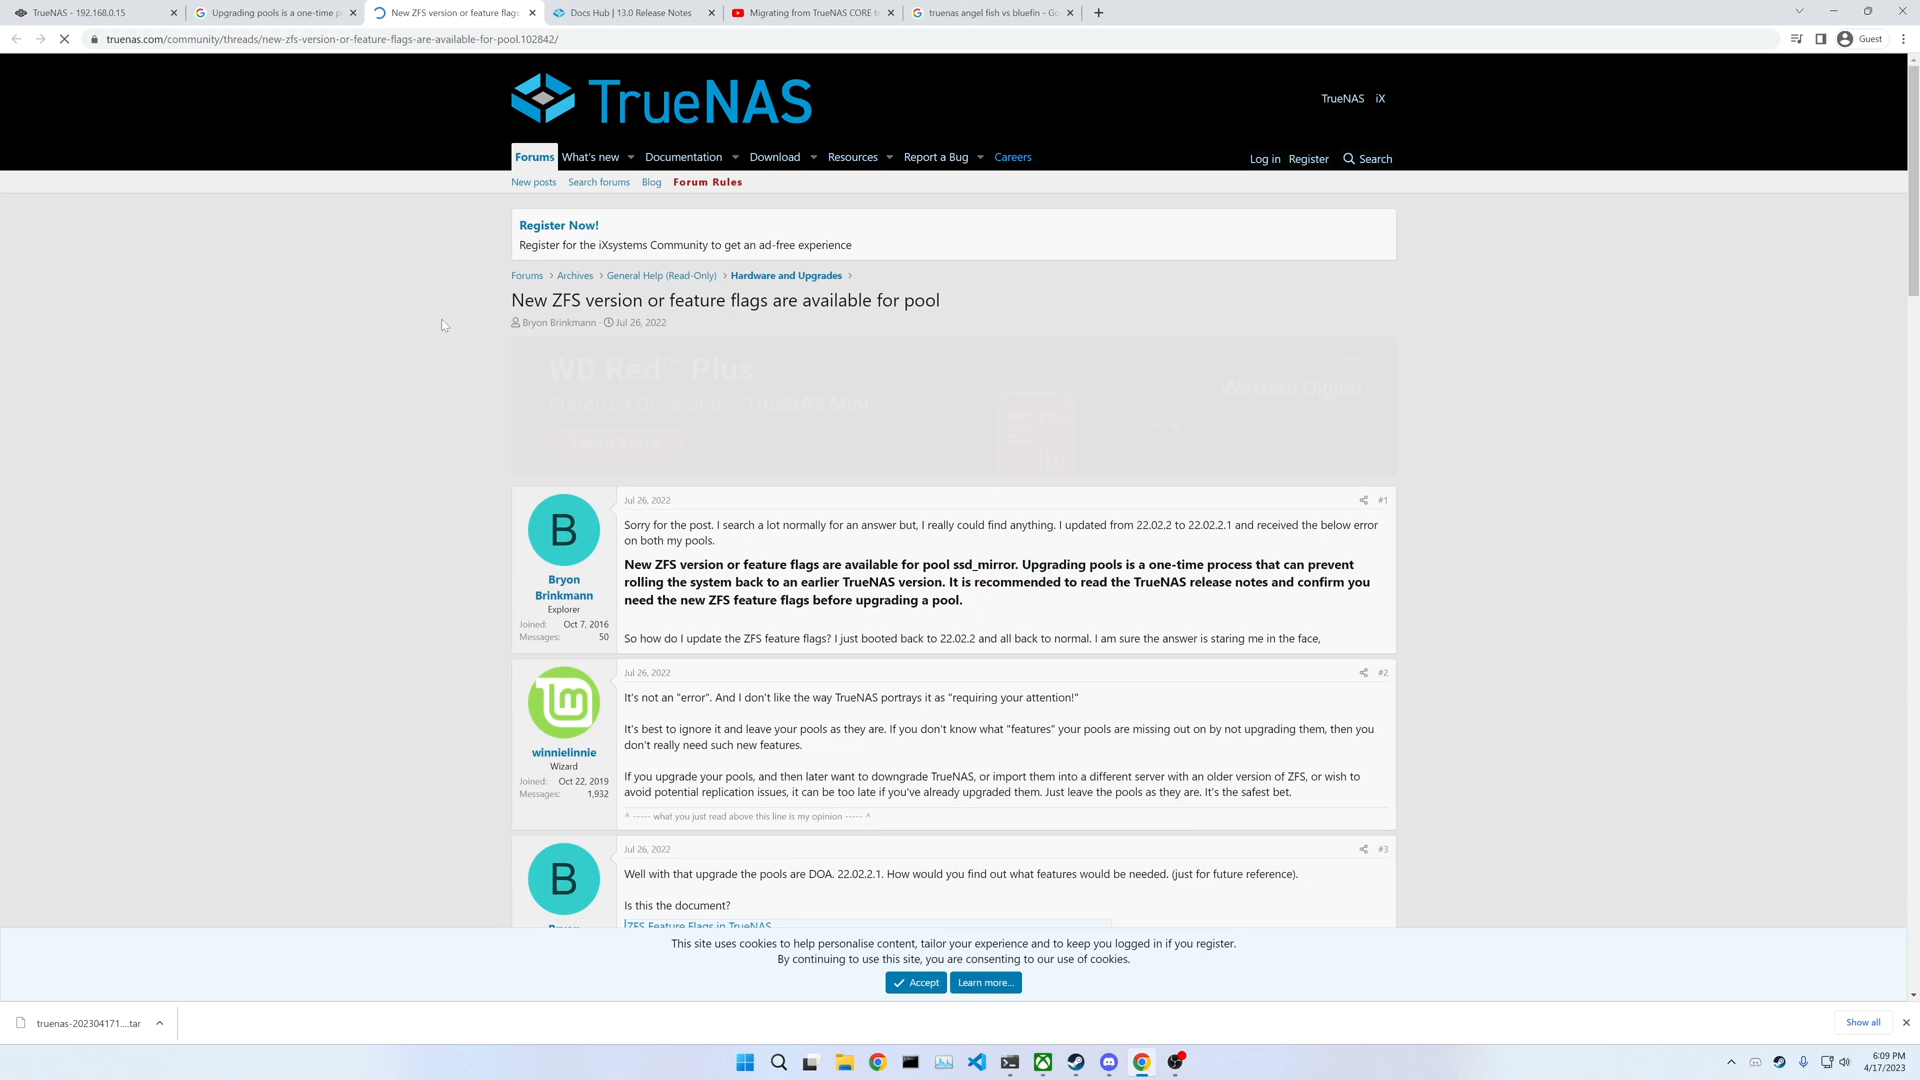 TrueNAS - 192.168.0.15
Upgrading pools is a one-time p
New ZFS version or feature flags
Docs Hub | 13.0 Release Notes
Migrating from TrueNAS CORE to
truenas angel fish vs bluefin - Go
truenas.com/community/threads/new-zfs-version-or-feature-flags-are-available-for-pool.102842/
Guest
TrueNAS
TrueNAS iX
Forums What's new Documentation Download Resources Report a Bug Careers
Log in Register Search
New posts Search forums Blog Forum Rules
Register Now!
Register for the iXsystems Community to get an ad-free experience
Forums > Archives > General Help (Read-Only) > Hardware and Upgrades >
New ZFS version or feature flags are available for pool
Bryon Brinkmann · Jul 26, 2022
WD Red™ Plus
Preferred Drive of the TrueNAS Mini
Learn More
Western Digital
B
Bryon
Brinkmann
Explorer
Joined: Oct 7, 2016
Messages: 50
Jul 26, 2022 #1
Sorry for the post. I search a lot normally for an answer but, I really could find anything. I updated from 22.02.2 to 22.02.2.1 and received the below error
on both my pools.
New ZFS version or feature flags are available for pool ssd_mirror. Upgrading pools is a one-time process that can prevent
rolling the system back to an earlier TrueNAS version. It is recommended to read the TrueNAS release notes and confirm you
need the new ZFS feature flags before upgrading a pool.
So how do I update the ZFS feature flags? I just booted back to 22.02.2 and all back to normal. I am sure the answer is staring me in the face,
winnielinnie
Wizard
Joined: Oct 22, 2019
Messages: 1,932
Jul 26, 2022 #2
It's not an "error". And I don't like the way TrueNAS portrays it as "requiring your attention!"
It's best to ignore it and leave your pools as they are. If you don't know what "features" your pools are missing out on by not upgrading them, then you
don't really need such new features.
If you upgrade your pools, and then later want to downgrade TrueNAS, or import them into a different server with an older version of ZFS, or wish to
avoid potential replication issues, it can be too late if you've already upgraded them. Just leave the pools as they are. It's the safest bet.
^ ----- what you just read above this line is my opinion ----- ^
B
Jul 26, 2022 #3
Well with that upgrade the pools are DOA. 22.02.2.1. How would you find out what features would be needed. (just for future reference).
Is this the document?
ZFS Feature Flags in TrueNAS
This site uses cookies to help personalise content, tailor your experience and to keep you logged in if you register.
By continuing to use this site, you are consenting to our use of cookies.
Accept Learn more...
truenas-202304171....tar
Show all
6:09 PM
4/17/2023